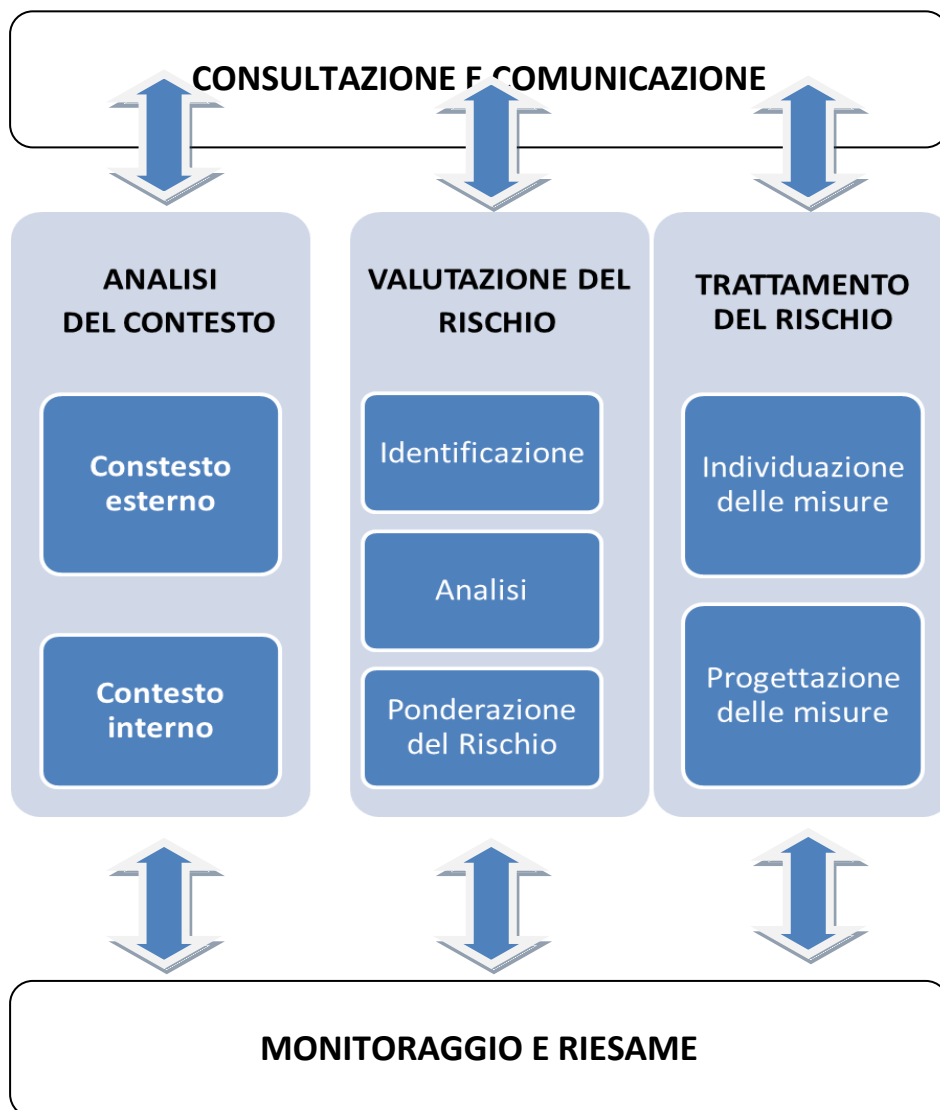 CONSULTAZIONE E COMUNICAZIONE
ANALISI
DEL CONTESTO
Constesto
esterno
Contesto
interno
VALUTAZIONE DEL
RISCHIO
Identificazione
Analisi
Ponderazione
del Rischio
TRATTAMENTO
DEL RISCHIO
Individuazione
delle misure
Progettazione
delle misure
MONITORAGGIO E RIESAME